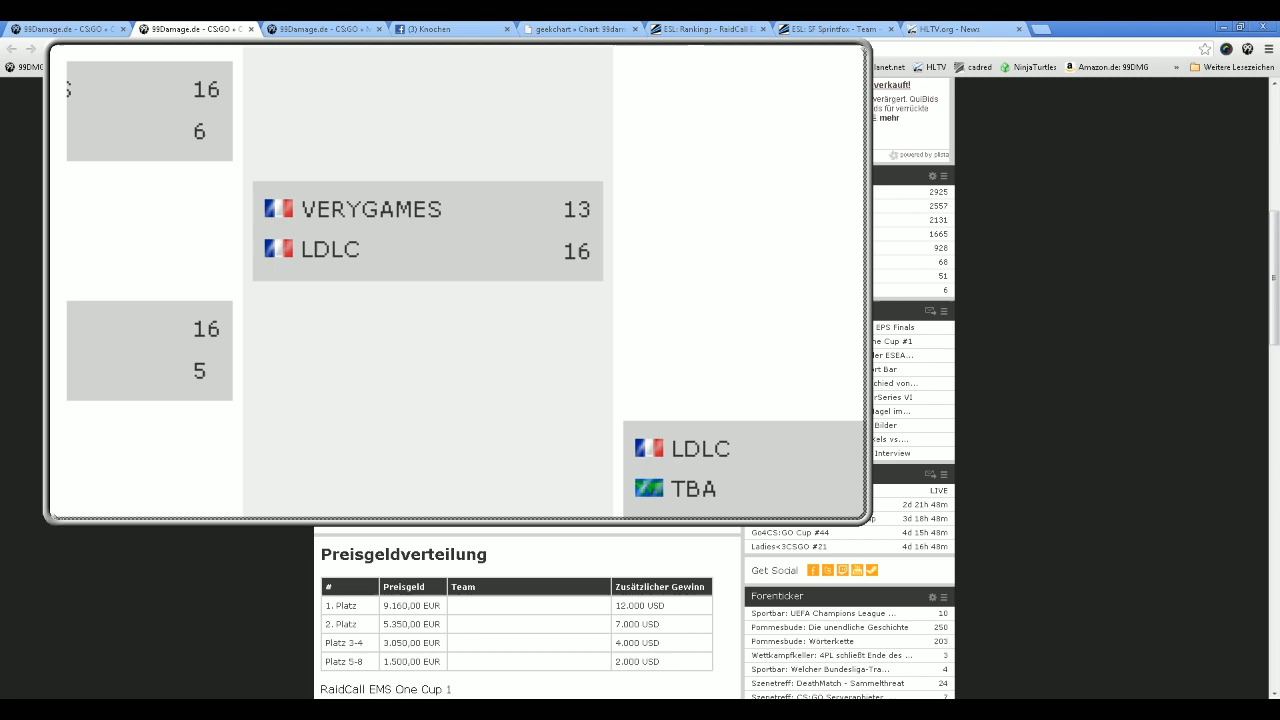 99Damage.de - CS:GO » C
99Damage.de - CS:GO » C
99Damage.de - CS:GO » M
(3) Knochen
geekchart » Chart: 99dam
ESL: Rankings - RaidCall E
ESL: SF Sprintfox - Team -
HLTV.org - News
99DMG
HLTV
cadred
NinjaTurtles
Amazon.de: 99DMG
»
Weitere Lesezeichen
16
6
VERYGAMES 13
LDLC 16
16
5
LDLC
TBA
verkauft!
verärgert. QuiBids
ds für verrückte
mehr
powered by plista
2925
2557
2131
1665
928
68
51
6
EPS Finals
ne Cup #1
der ESEA...
ort Bar
chied von...
rSeries VI
Nagel im...
Bilder
kels vs....
Interview
LIVE
2d 21h 48m
up 3d 18h 48m
Go4CS:GO Cup #44 4d 15h 48m
Ladies<3CSGO #21 4d 16h 48m
Get Social
Forenticker
Sportbar: UEFA Champions League ... 10
Pommesbude: Die unendliche Geschichte 250
Pommesbude: Wörterkette 203
Wettkampfkeller: 4PL schließt Ende des ... 3
Sportbar: Welcher Bundesliga-Tra... 4
Szenetreff: DeathMatch - Sammelthreat 24
Szenetreff: CS:GO Serveranbieter 7
Preisgeldverteilung
# Preisgeld Team Zusätzlicher Gewinn
1. Platz 9.160,00 EUR 12.000 USD
2. Platz 5.350,00 EUR 7.000 USD
Platz 3-4 3.050,00 EUR 4.000 USD
Platz 5-8 1.500,00 EUR 2.000 USD
RaidCall EMS One Cup 1